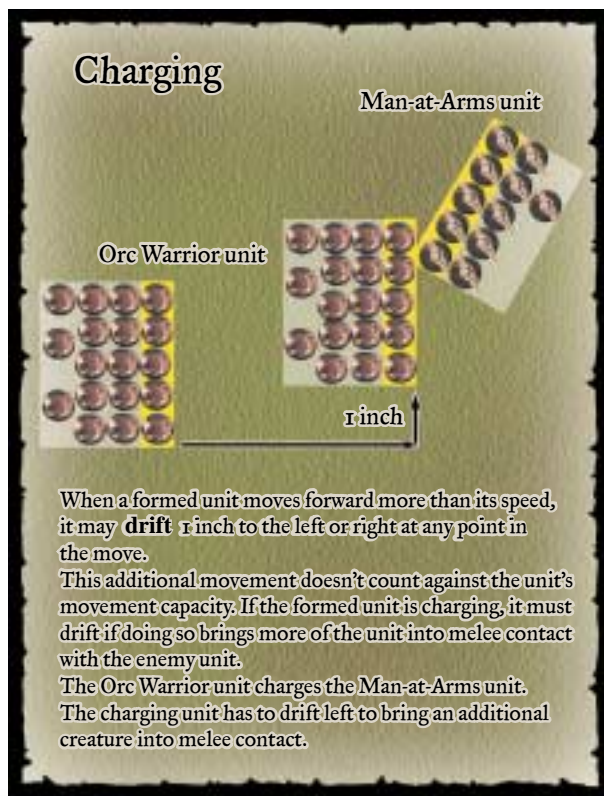 Charging
Man-at-Arms unit
Orc Warrior unit
1 inch
When a formed unit moves forward more than its speed,
it may drift 1 inch to the left or right at any point in
the move.
This additional movement doesn't count against the unit's
movement capacity. If the formed unit is charging, it must
drift if doing so brings more of the unit into melee contact
with the enemy unit.
The Orc Warrior unit charges the Man-at-Arms unit.
The charging unit has to drift left to bring an additional
creature into melee contact.